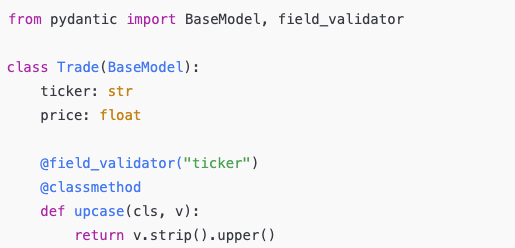 from pydantic import BaseModel, field_validator

class Trade(BaseModel):
    ticker: str
    price: float

    @field_validator("ticker")
    @classmethod
    def upcase(cls, v):
        return v.strip().upper()